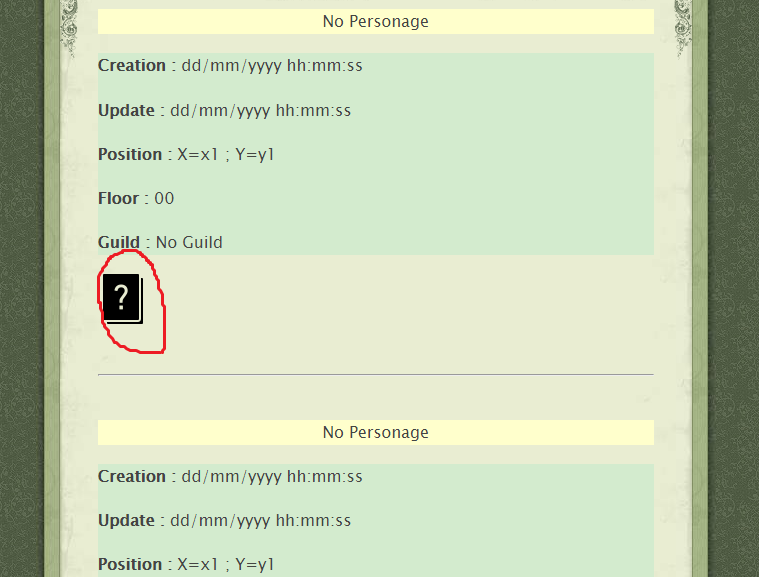 No Personage
Creation : dd/mm/yyyy hh:mm:ss
Update : dd/mm/yyyy hh:mm:ss
Position : X=x1 ; Y=y1
Floor : 00
Guild : No Guild
?
No Personage
Creation : dd/mm/yyyy hh:mm:ss
Update : dd/mm/yyyy hh:mm:ss
Position : X=x1 ; Y=y1